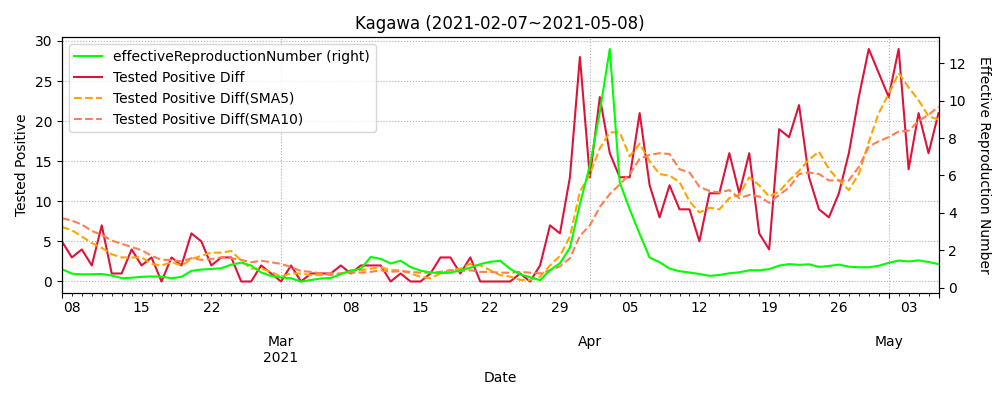 Kagawa (2021-02-07~2021-05-08)
effectiveReproductionNumber (right)
Tested Positive Diff
Tested Positive Diff(SMA5)
Tested Positive Diff(SMA10)
Tested Positive
30
25
20
15
10
5
0
Effective Reproduction Number
12
10
8
6
4
2
0
08 15 22 08 15 22 29 05 12 19 26 03
Mar Apr May
2021
Date